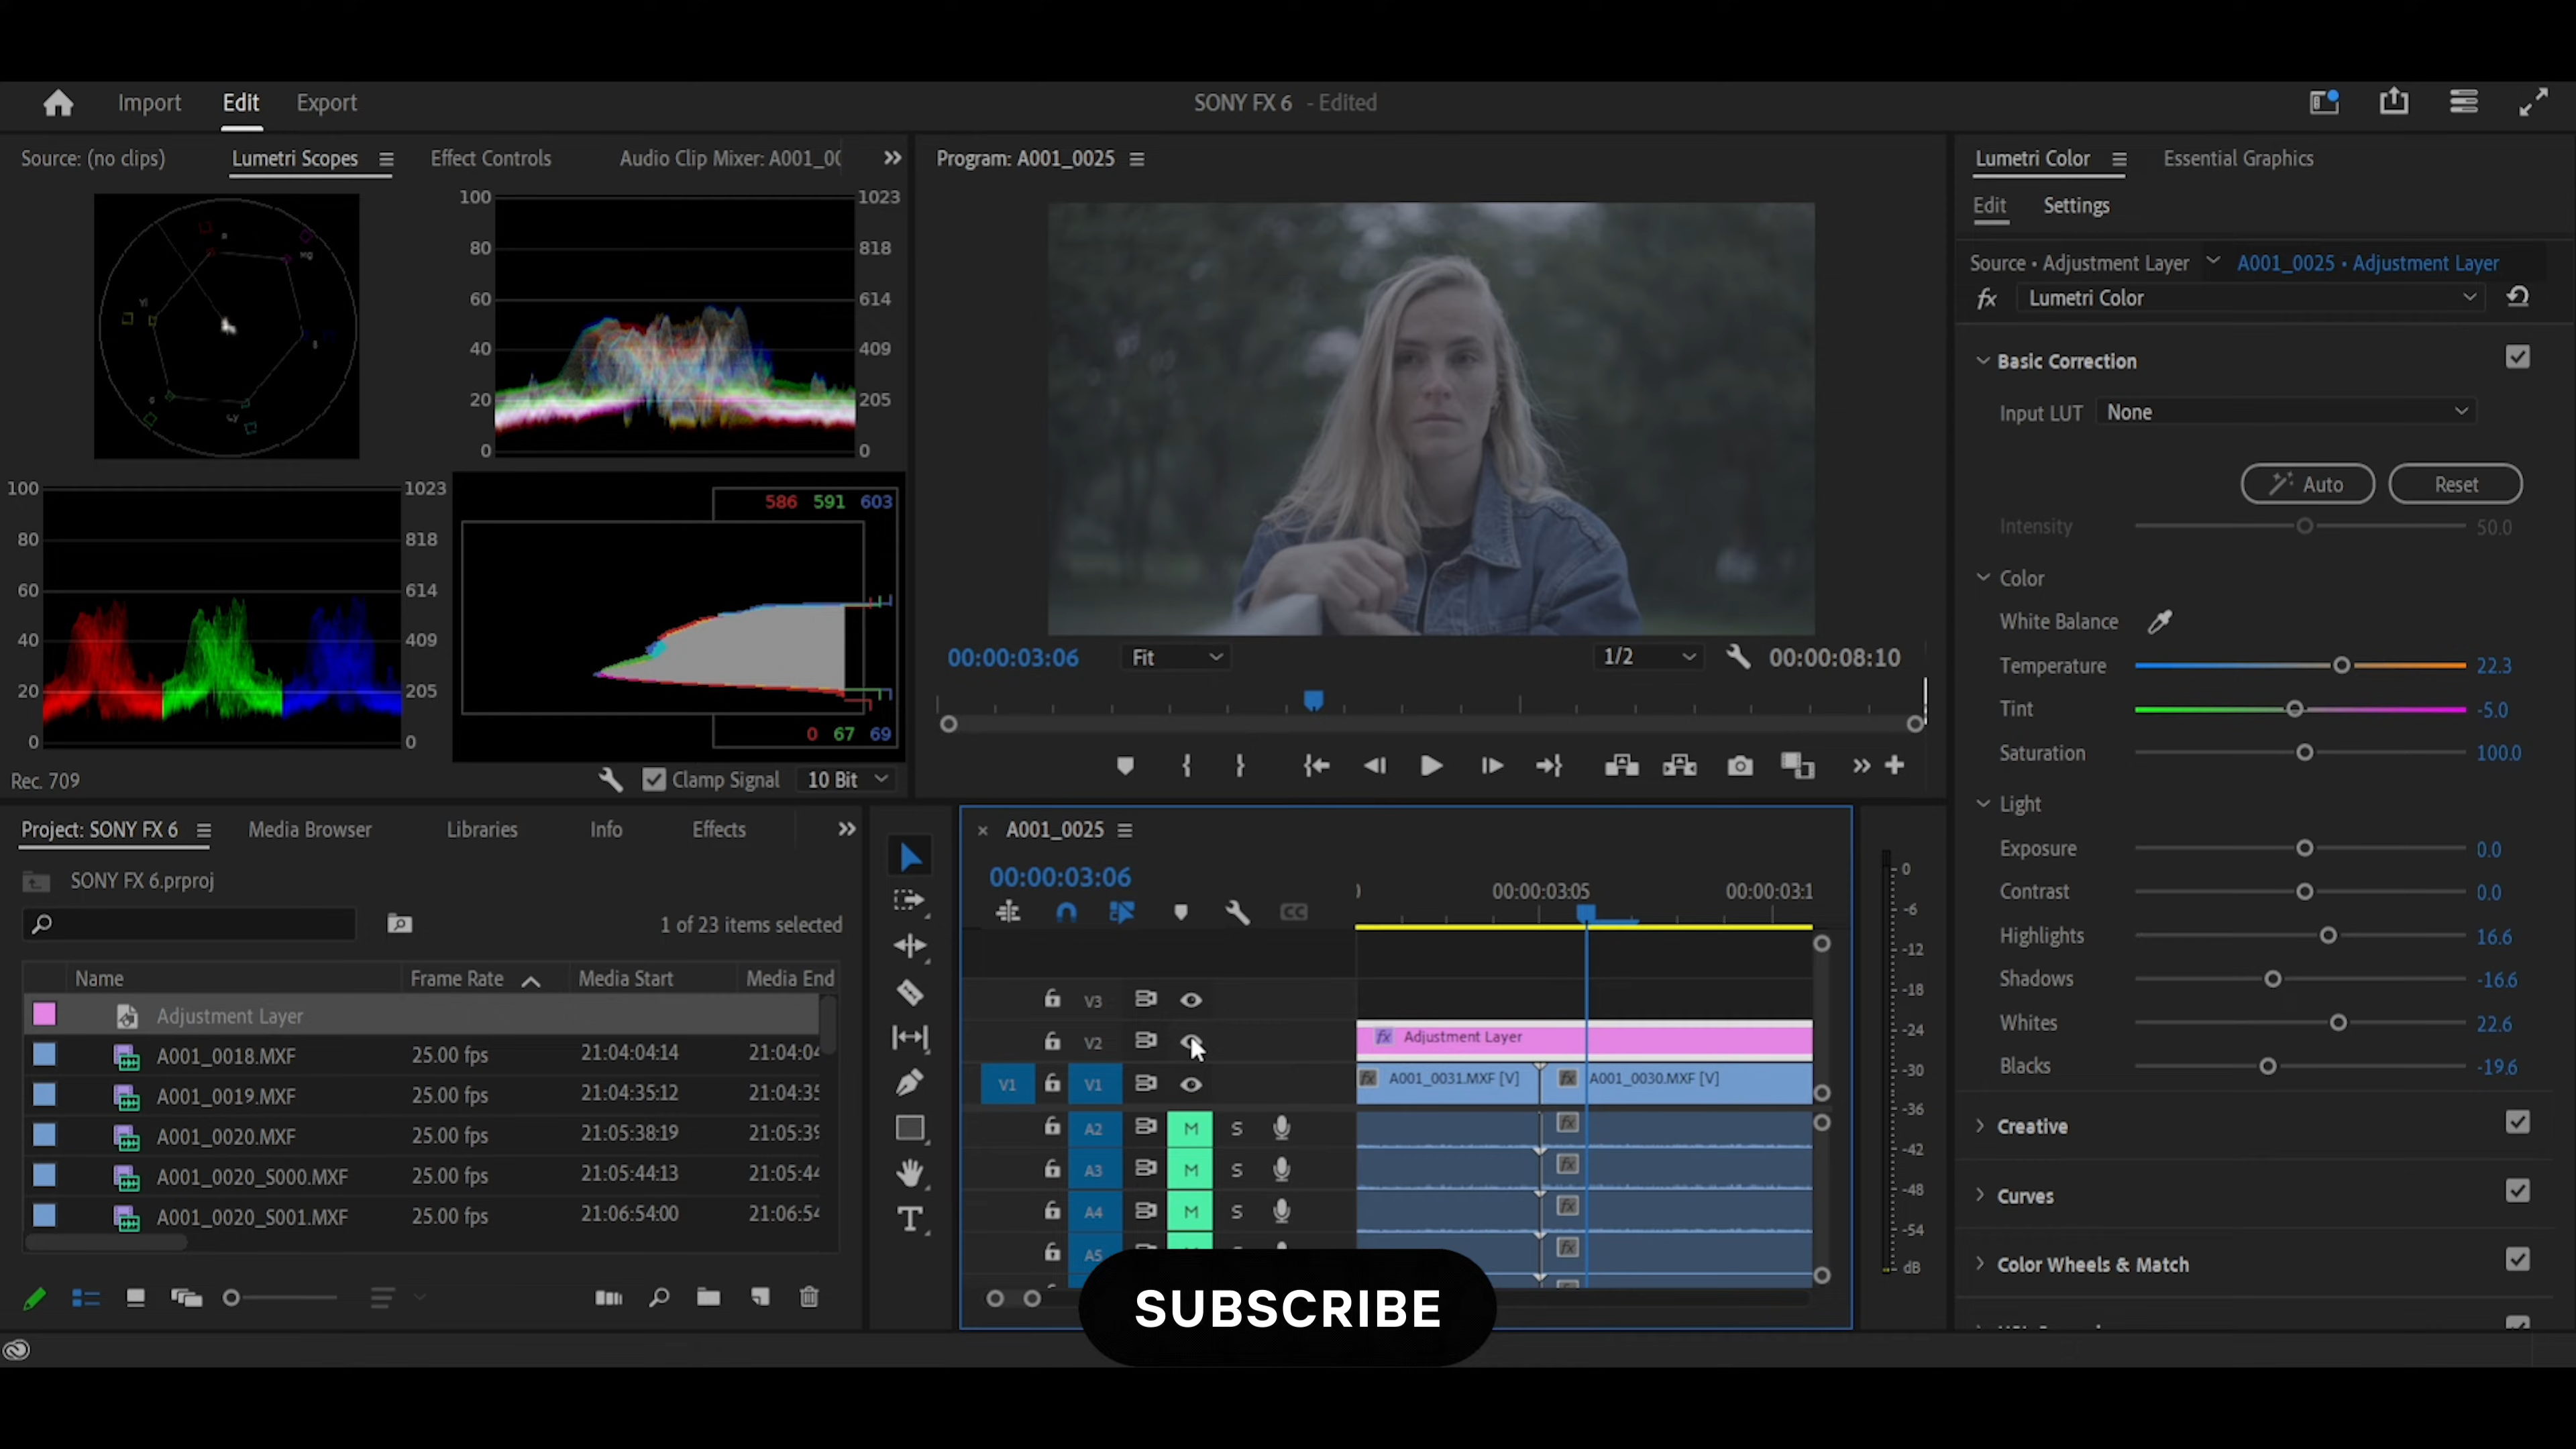 Import Edit Export SONY FX 6 - Edited
Source: (no clips) Lumetri Scopes Effect Controls Audio Clip Mixer: A001_00
100 1023
80 818
60 614
40 409
20 205
0 0
100 1023
80 818
60 614
40 409
20 205
0 0
586 591 603
0 67 69
Rec. 709 Clamp Signal 10 Bit
Program: A001_0025
00:00:03:06 Fit 1/2 00:00:08:10
Lumetri Color Essential Graphics
Edit Settings
Source • Adjustment Layer A001_0025 • Adjustment Layer
fx Lumetri Color
Basic Correction
Input LUT None
Auto Reset
Intensity 50.0
Color
White Balance
Temperature 22.3
Tint -5.0
Saturation 100.0
Light
Exposure 0.0
Contrast 0.0
Highlights 16.6
Shadows -16.6
Whites 22.6
Blacks -19.6
Creative
Curves
Color Wheels & Match
Project: SONY FX 6 Media Browser Libraries Info Effects
SONY FX 6.prproj
1 of 23 items selected
Name Frame Rate Media Start Media End
Adjustment Layer
A001_0018.MXF 25.00 fps 21:04:04:14 21:04:04
A001_0019.MXF 25.00 fps 21:04:35:12 21:04:35
A001_0020.MXF 25.00 fps 21:05:38:19 21:05:39
A001_0020_S000.MXF 25.00 fps 21:05:44:13 21:05:44
A001_0020_S001.MXF 25.00 fps 21:06:54:00 21:06:54
A001_0025
00:00:03:06
00:00:03:05 00:00:03:1
CC
V3
V2 fx Adjustment Layer
V1 V1 fx A001_0031.MXF [V] fx A001_0030.MXF [V]
A2 M S fx
A3 M S fx
A4 M S fx
A5 fx
0
-6
-12
-18
-24
-30
-36
-42
-48
-54
dB
SUBSCRIBE